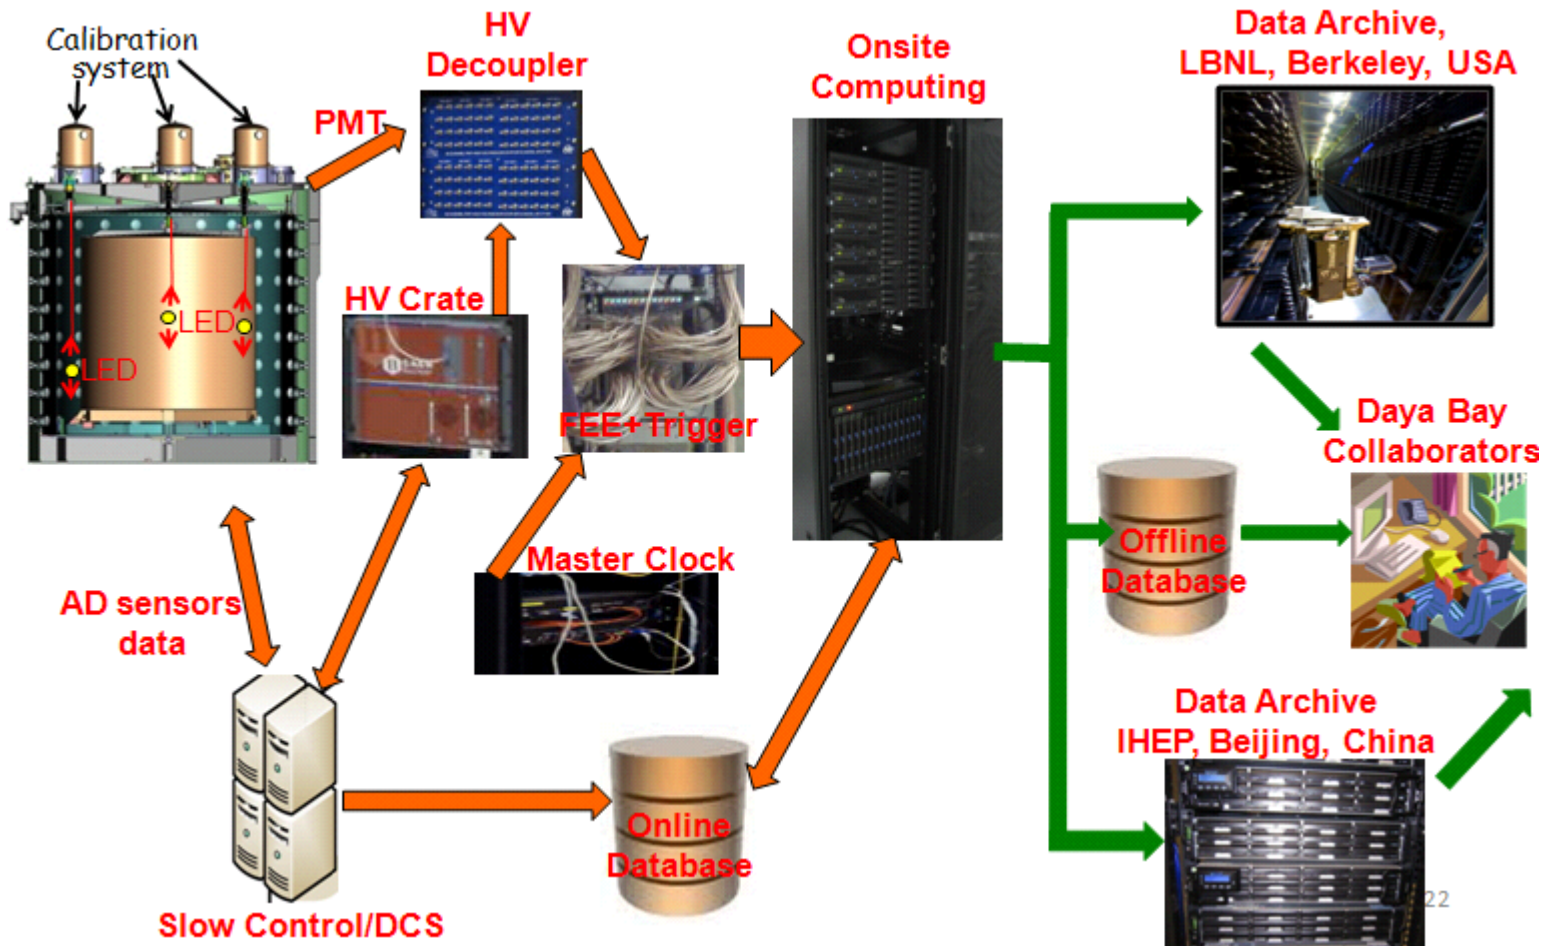 Calibration
system
HV
Decoupler
PMT
HV Crate
LED
LED
FEE+Trigger
Master Clock
AD sensors
data
Slow Control/DCS
Online
Database
Onsite
Computing
Data Archive,
LBNL, Berkeley, USA
Daya Bay
Collaborators
Offline
Database
Data Archive
IHEP, Beijing, China
22